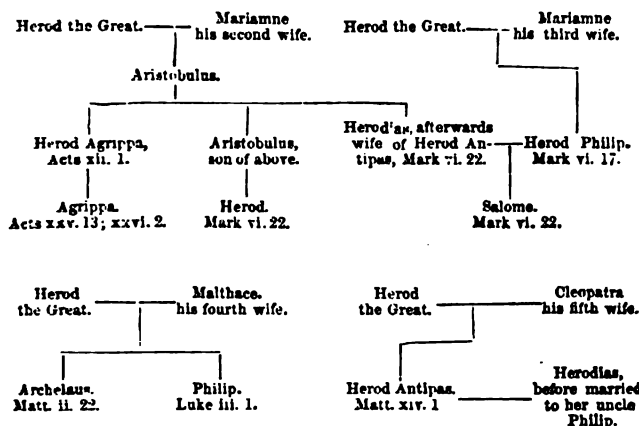 Herod the Great. Mariamne his second wife.
Herod the Great. Mariamne his third wife.
Aristobulus.
Herod Agrippa,
Acts xii. 1.
Aristobulus,
son of above.
Herod'as, afterwards
wife of Herod An-
tipas, Mark vi. 22.
Herod Philip.
Mark vi. 17.
Agrippa.
Acts xxv. 13; xxvi. 2.
Herod.
Mark vi. 22.
Salome.
Mark vi. 22.
Herod
the Great.
Malthace.
his fourth wife.
Herod
the Great.
Cleopatra
his fifth wife.
Archelaus.
Matt. ii. 22.
Philip.
Luke iii. 1.
Herod Antipas.
Matt. xiv. 1
Herodias,
before married
to her uncle
Philip.